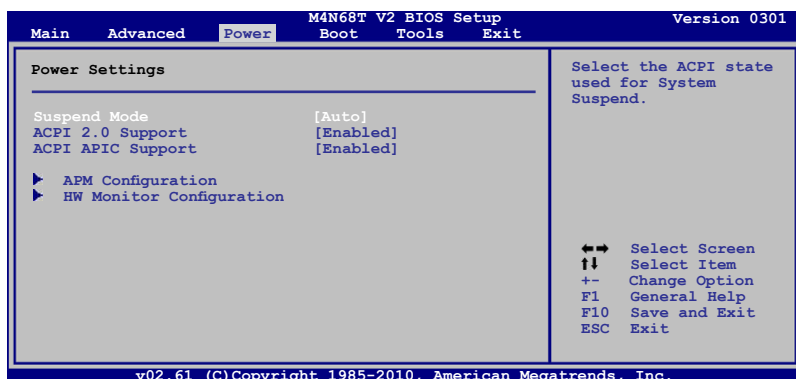 M4N68T V2 BIOS Setup Version 0301
Main Advanced Power Boot Tools Exit
Power Settings
Suspend Mode [Auto]
ACPI 2.0 Support [Enabled]
ACPI APIC Support [Enabled]
APM Configuration
HW Monitor Configuration
Select the ACPI state
used for System
Suspend.
Select Screen
Select Item
+- Change Option
F1 General Help
F10 Save and Exit
ESC Exit
v02.61 (C)Copyright 1985-2010, American Megatrends, Inc.